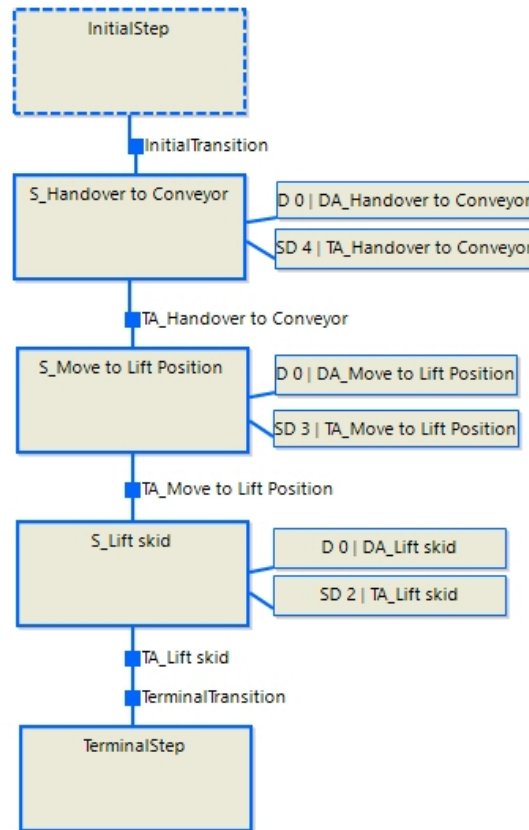 InitialStep
InitialTransition
S_Handover to Conveyor
D 0 | DA_Handover to Conveyor
SD 4 | TA_Handover to Conveyor
TA_Handover to Conveyor
S_Move to Lift Position
D 0 | DA_Move to Lift Position
SD 3 | TA_Move to Lift Position
TA_Move to Lift Position
S_Lift skid
D 0 | DA_Lift skid
SD 2 | TA_Lift skid
TA_Lift skid
TerminalTransition
TerminalStep